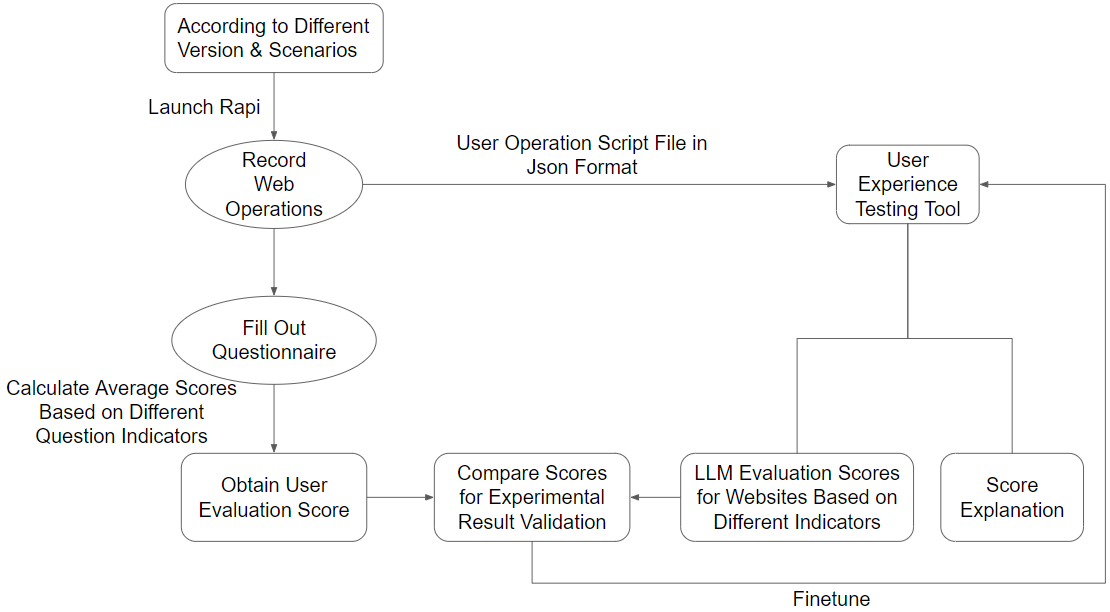 According to Different
Version & Scenarios
Launch Rapi
Record
Web
Operations
User Operation Script File in
Json Format
User
Experience
Testing Tool
Fill Out
Questionnaire
Calculate Average Scores
Based on Different
Question Indicators
Obtain User
Evaluation Score
Compare Scores
for Experimental
Result Validation
LLM Evaluation Scores
for Websites Based on
Different Indicators
Score
Explanation
Finetune